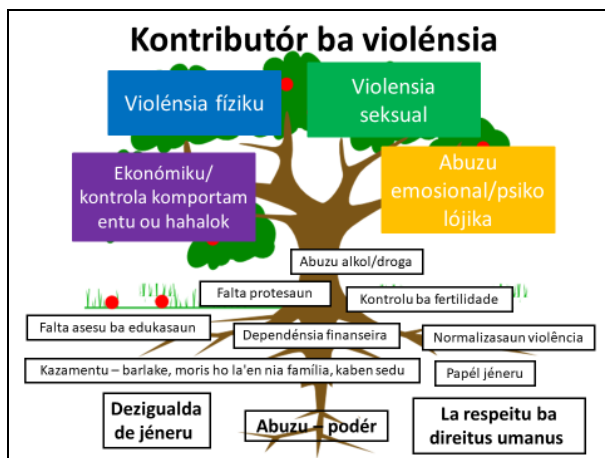 Kontributór ba violénsia
Violénsia fíziku
Violensia
seksual
Ekonómiku/
kontrola komportam
entu ou hahalok
Abuzu
emosional/psiko
lójika
Abuzu alkol/droga
Falta protesaun
Kontrolu ba fertilidade
Falta asesu ba edukasaun
Dependénsia finanseira
Normalizasaun violência
Kazamentu – barlake, moris ho la'en nia família, kaben sedu
Papél jéneru
Dezigualda
de jéneru
Abuzu – podér
La respeitu ba
direitus umanus